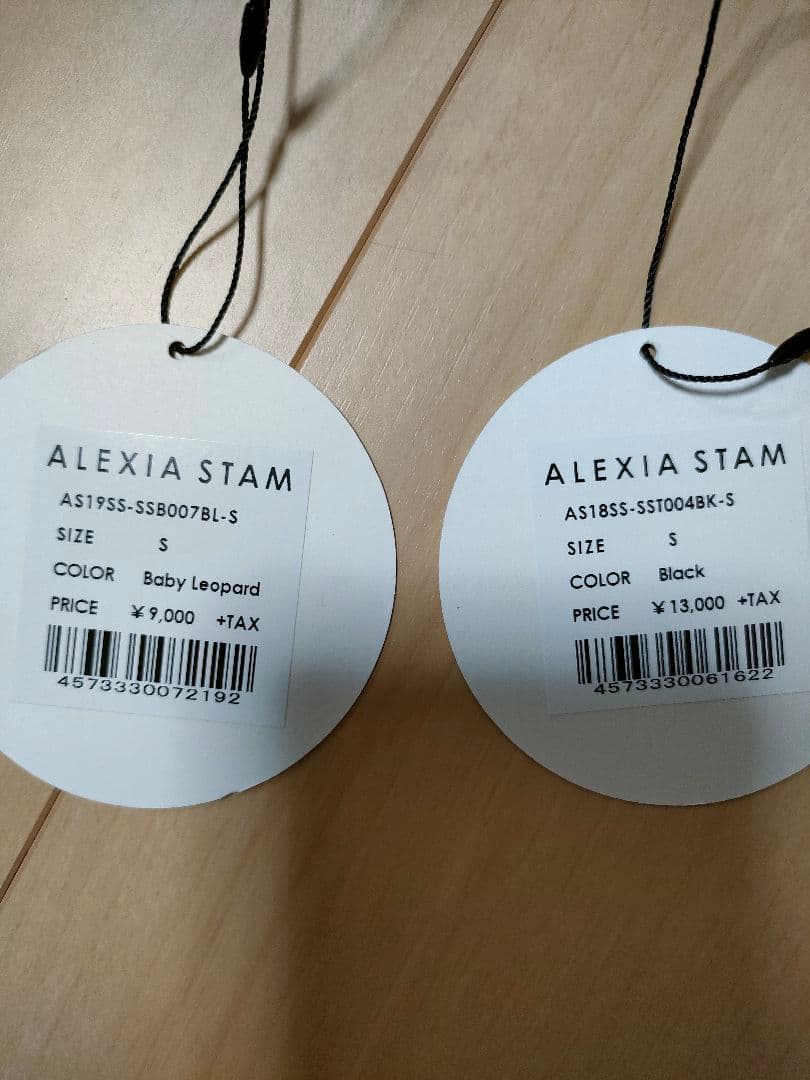 ALEXIA STAM
AS19SS-SSB007BL-S
SIZE S
COLOR Baby Leopard
PRICE ¥9,000 +TAX
4573330072192
ALEXIA STAM
AS18SS-SST004BK-S
SIZE S
COLOR Black
PRICE ¥13,000 +TAX
4573330061622